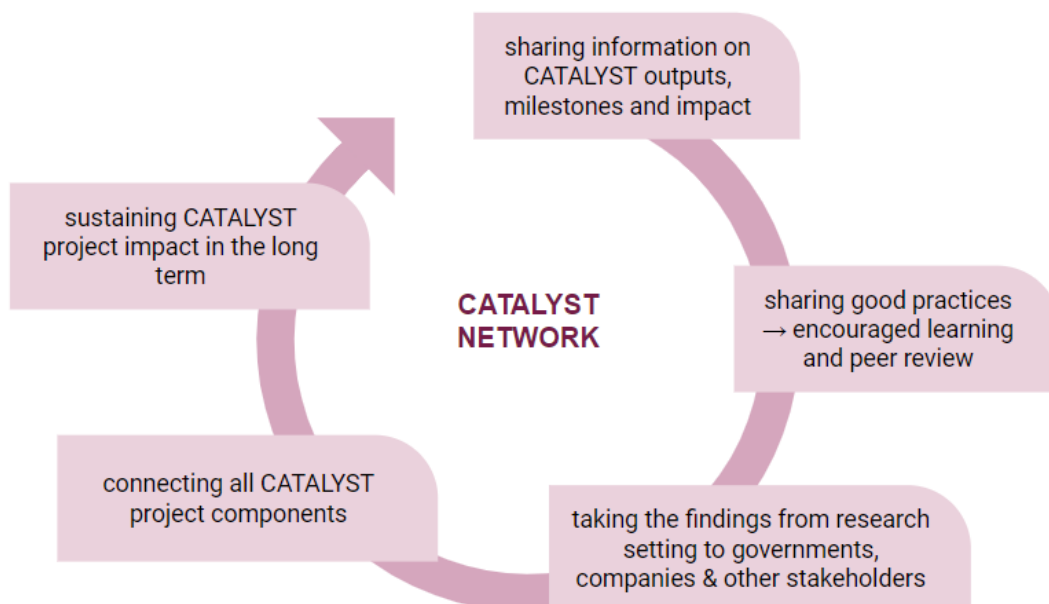 sharing information on
CATALYST outputs,
milestones and impact
sustaining CATALYST
project impact in the long
term
CATALYST
NETWORK
sharing good practices
→ encouraged learning
and peer review
connecting all CATALYST
project components
taking the findings from research
setting to governments,
companies & other stakeholders